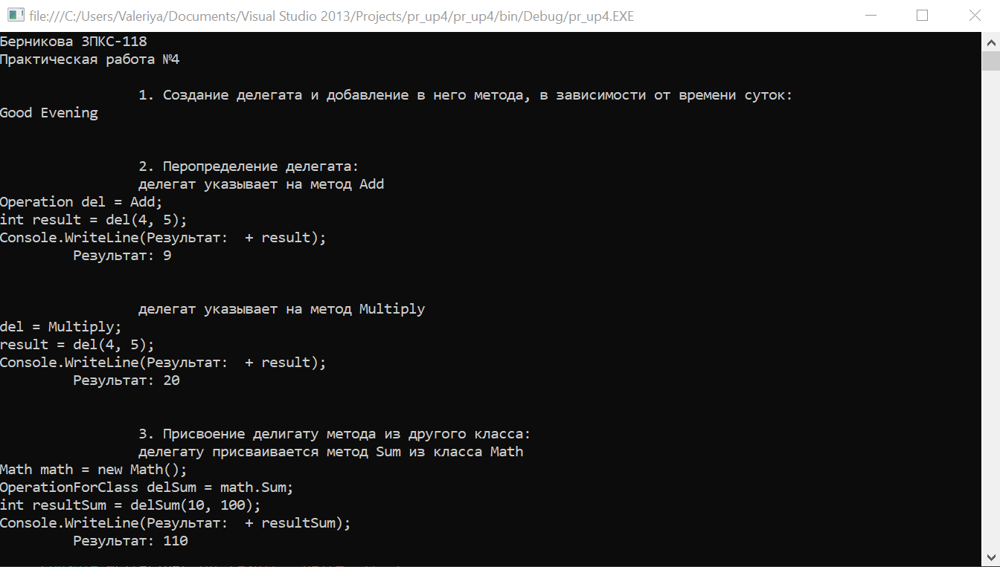 file:///C:/Users/Valeriya/Documents/Visual Studio 2013/Projects/pr_up4/pr_up4/bin/Debug/pr_up4.EXE
Берникова 3ПКС-118
Практическая работа №4
1. Создание делегата и добавление в него метода, в зависимости от времени суток:
Good Evening
2. Перопределение делегата:
делегат указывает на метод Add
Operation del = Add;
int result = del(4, 5);
Console.WriteLine(Результат:  + result);
Результат: 9
делегат указывает на метод Multiply
del = Multiply;
result = del(4, 5);
Console.WriteLine(Результат:  + result);
Результат: 20
3. Присвоение делигату метода из другого класса:
делегату присваивается метод Sum из класса Math
Math math = new Math();
OperationForClass delSum = math.Sum;
int resultSum = delSum(10, 100);
Console.WriteLine(Результат:  + resultSum);
Результат: 110